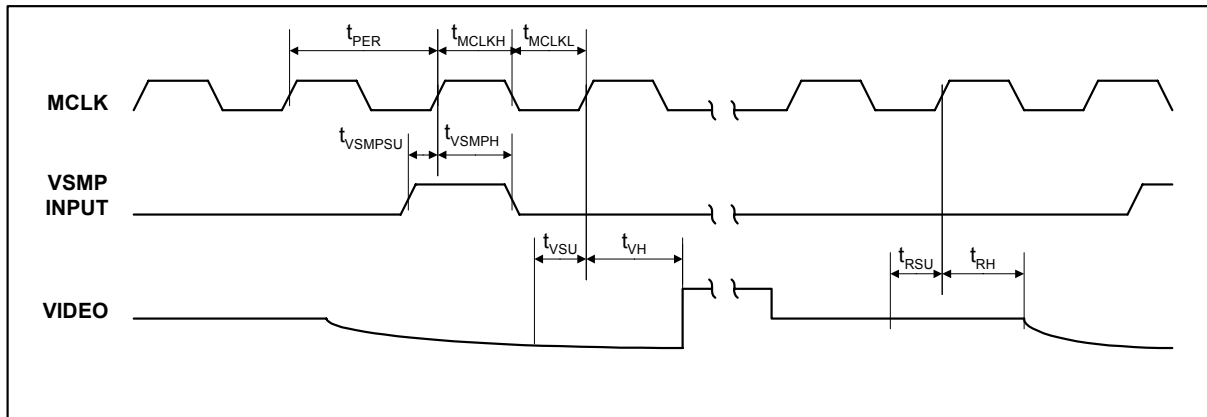 tPER tMCLKH tMCLKL
MCLK
tVSMPSU tVSMPH
VSMP
INPUT
tVSU tVH tRSU tRH
VIDEO